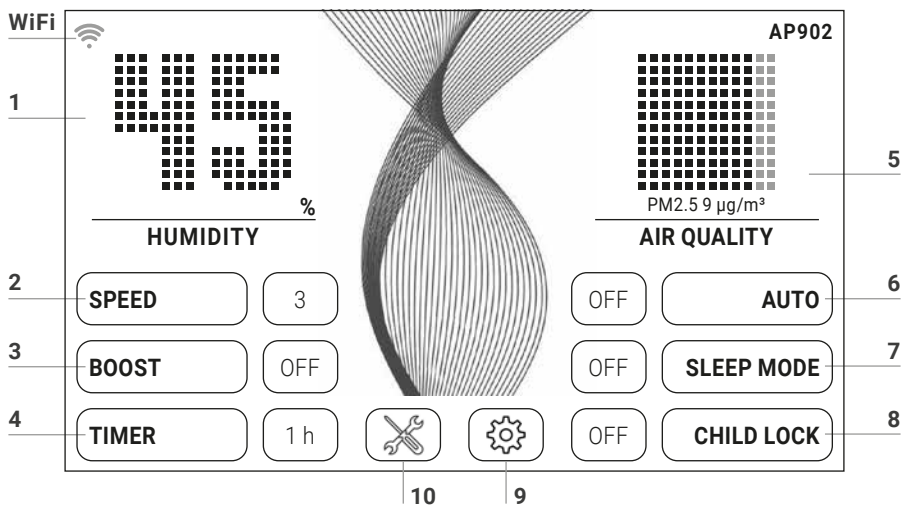 WiFi
AP902
1
45
%
HUMIDITY
5
PM2.5 9 µg/m³
AIR QUALITY
2
SPEED
3
OFF
AUTO
6
3
BOOST
OFF
OFF
SLEEP MODE
7
4
TIMER
1 h
OFF
CHILD LOCK
8
10
9